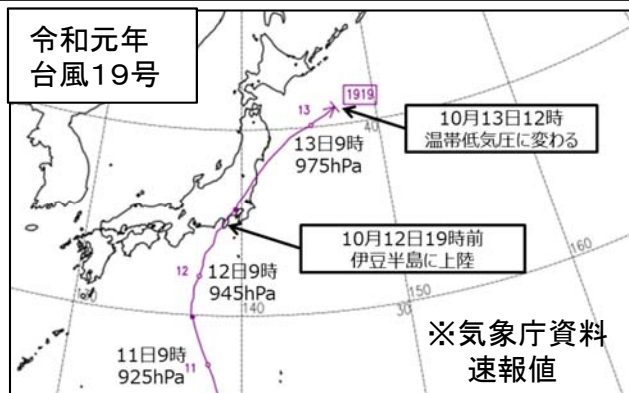 令和元年
台風19号
1919
13
10月13日12時
温帯低気圧に変わる
40
13日9時
975hPa
10月12日19時前
伊豆半島に上陸
160
12
12日9時
945hPa
150
140
30
※気象庁資料
速報値
11日9時
925hPa
11